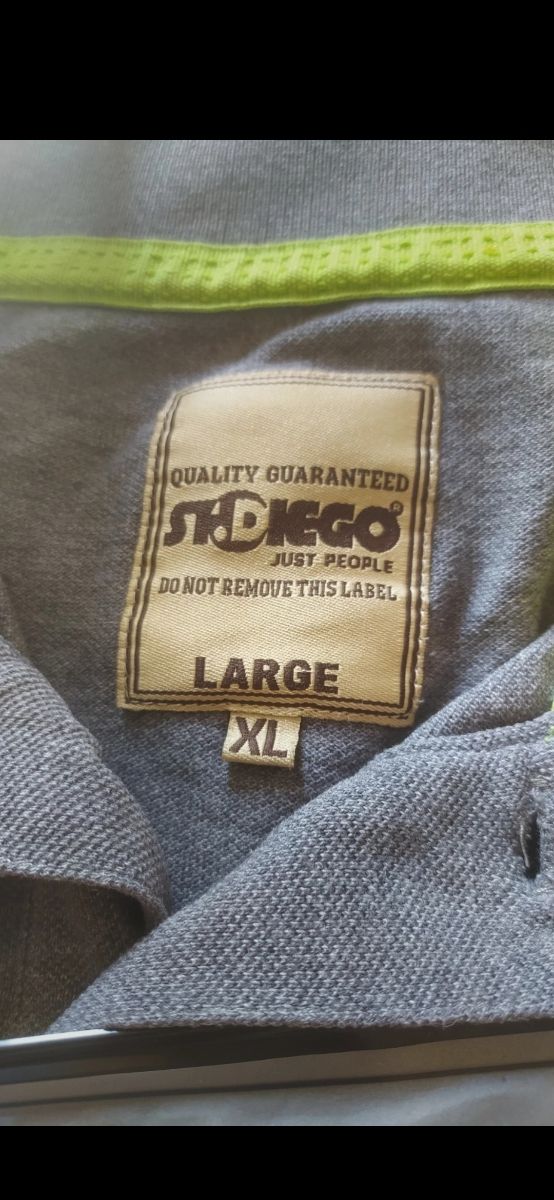 QUALITY GUARANTEED
ST.DIEGO®
JUST PEOPLE
DO NOT REMOVE THIS LABEL
LARGE
XL